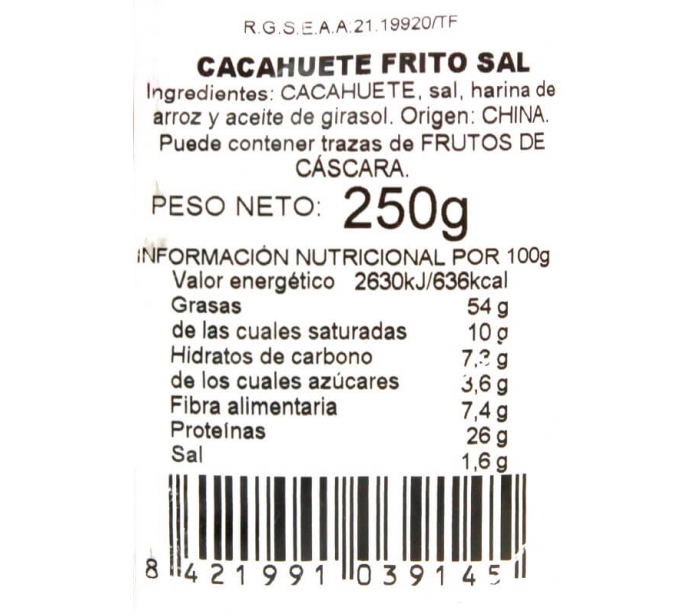 R.G.S.E.A.A:21.19920/TF
CACAHUETE FRITO SAL
Ingredientes: CACAHUETE, sal, harina de
arroz y aceite de girasol. Origen: CHINA.
Puede contener trazas de FRUTOS DE
CÁSCARA.
PESO NETO: 250g
INFORMACIÓN NUTRICIONAL POR 100g
Valor energético 2630kJ/636kcal
Grasas 54 g
de las cuales saturadas 10 g
Hidratos de carbono g
de los cuales azúcares 3,6 g
Fibra alimentaria 7,4 g
Proteínas 26 g
Sal 1,6 g
8 421991 039145